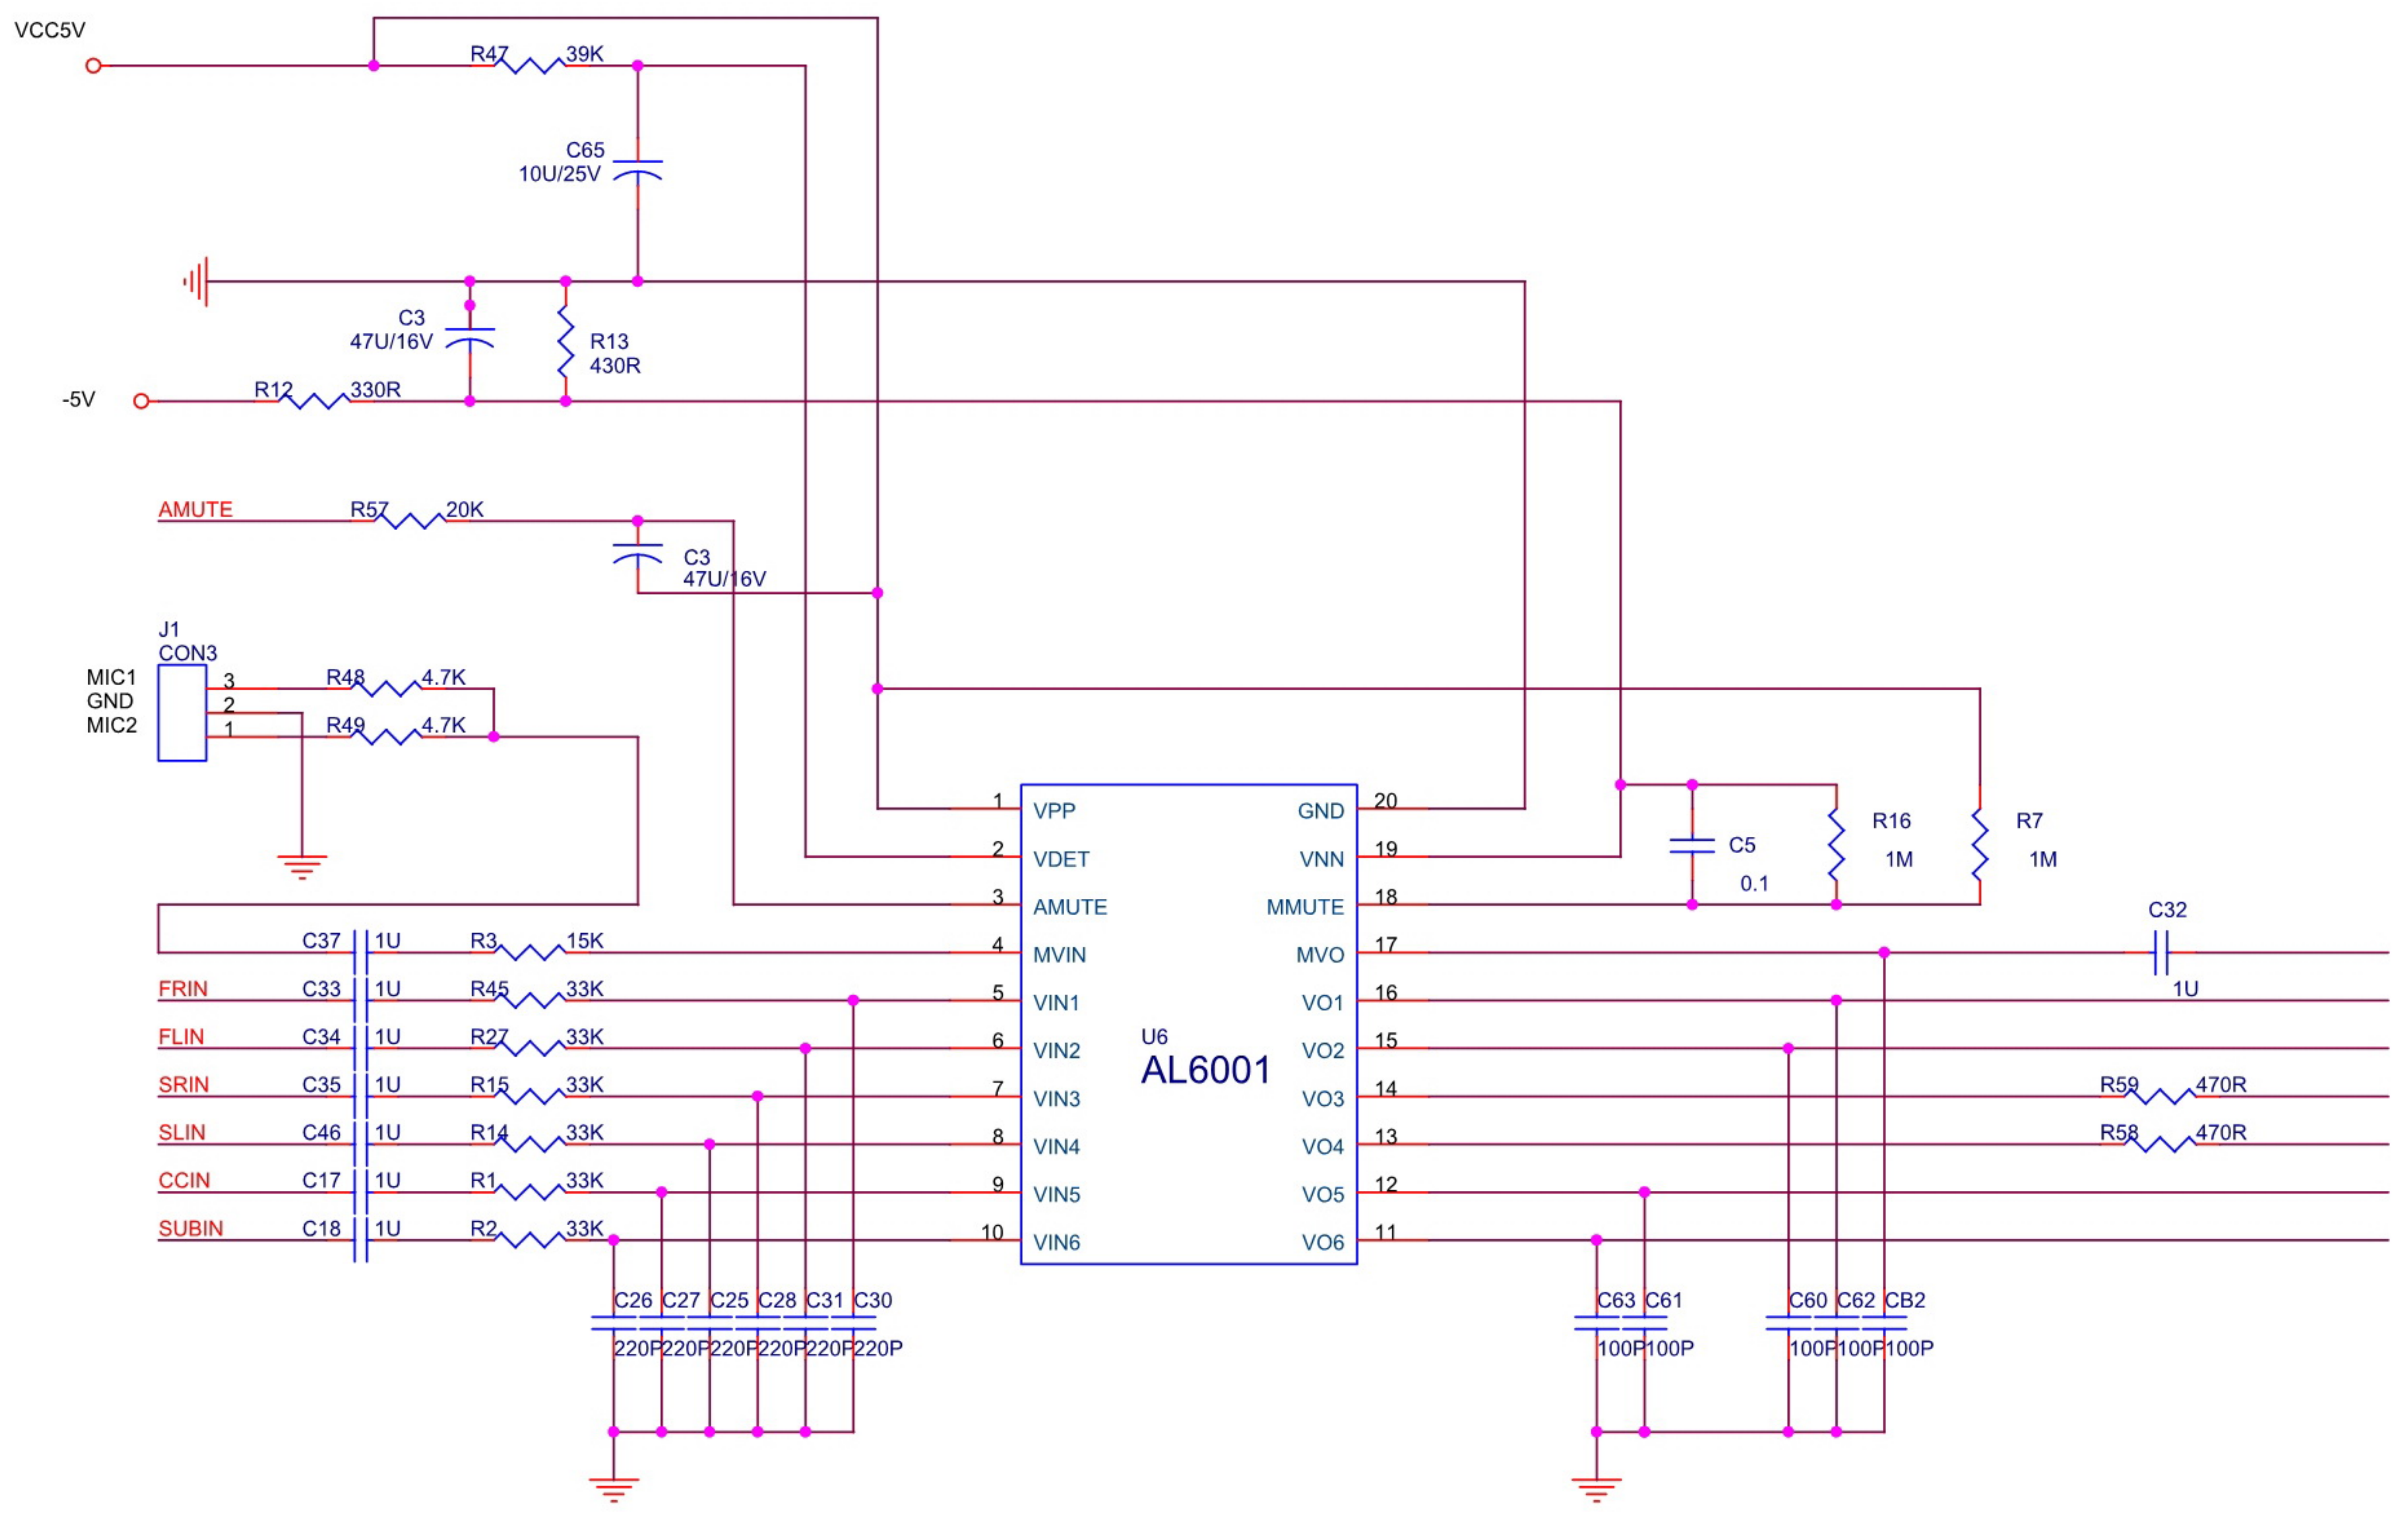 VCC5V
R47 39K
C65
10U/25V
C3
47U/16V
R13
430R
-5V
R12 330R
AMUTE
R57 20K
C3
47U/16V
J1
CON3
MIC1
GND
MIC2
3
2
1
R48 4.7K
R49 4.7K
1 VPP
2 VDET
3 AMUTE
4 MVIN
5 VIN1
6 VIN2
7 VIN3
8 VIN4
9 VIN5
10 VIN6
U6
AL6001
GND 20
VNN 19
MMUTE 18
MVO 17
VO1 16
VO2 15
VO3 14
VO4 13
VO5 12
VO6 11
C5
0.1
R16
1M
R7
1M
C32
1U
C37 1U R3 15K
FRIN C33 1U R45 33K
FLIN C34 1U R27 33K
SRIN C35 1U R15 33K
SLIN C46 1U R14 33K
CCIN C17 1U R1 33K
SUBIN C18 1U R2 33K
R59 470R
R58 470R
C26 C27 C25 C28 C31 C30
220P 220P 220P 220P 220P 220P
C63 C61 C60 C62 CB2
100P 100P 100P 100P 100P